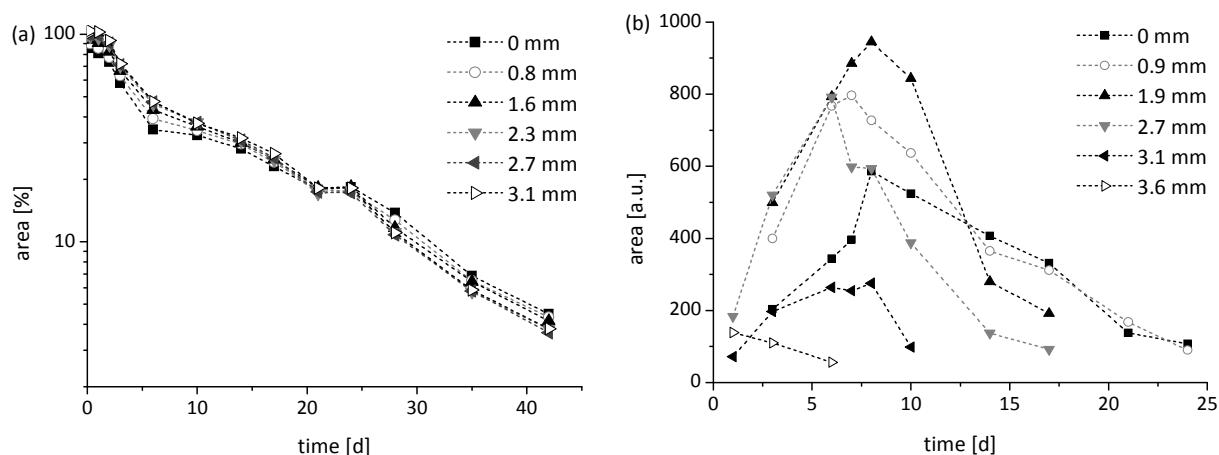 (a)
100
10
area [%]
0 mm
0.8 mm
1.6 mm
2.3 mm
2.7 mm
3.1 mm
0 10 20 30 40
time [d]
(b)
1000
800
600
400
200
0
area [a.u.]
0 mm
0.9 mm
1.9 mm
2.7 mm
3.1 mm
3.6 mm
0 5 10 15 20 25
time [d]